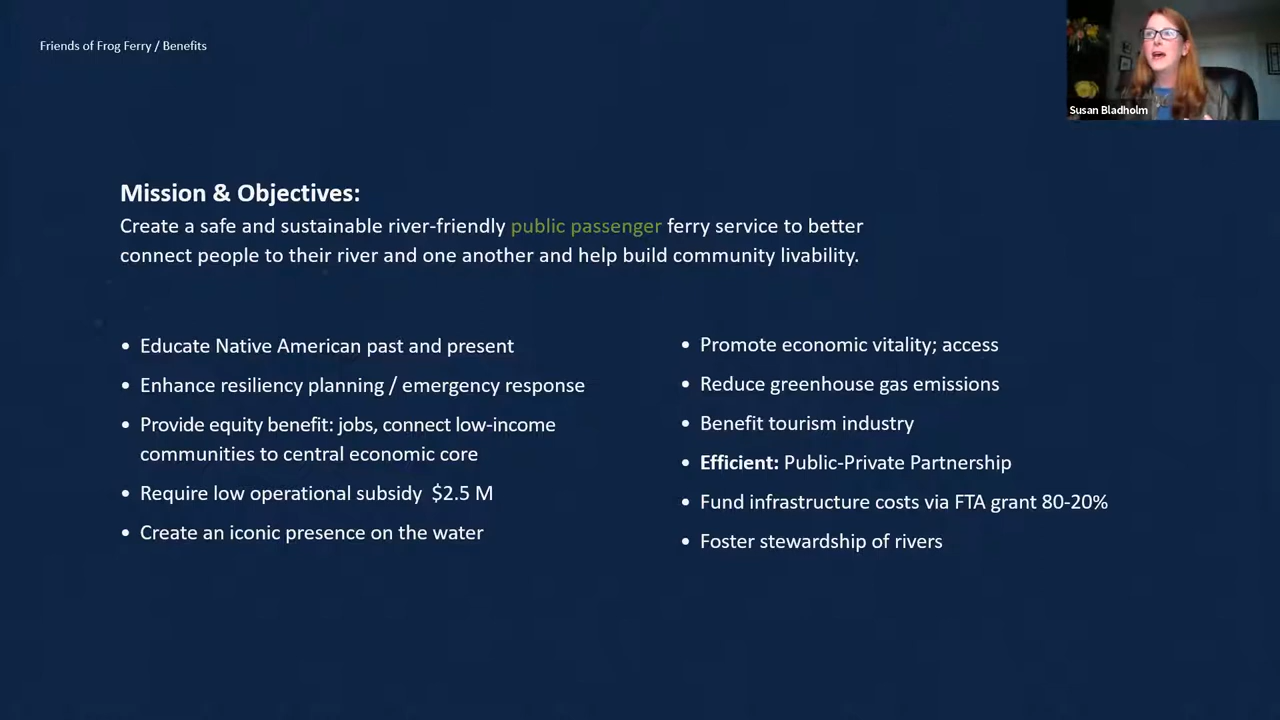 Friends of Frog Ferry / Benefits
Susan Bladholm
Mission & Objectives:
Create a safe and sustainable river-friendly public passenger ferry service to better
connect people to their river and one another and help build community livability.
• Educate Native American past and present
• Enhance resiliency planning / emergency response
• Provide equity benefit: jobs, connect low-income
communities to central economic core
• Require low operational subsidy $2.5 M
• Create an iconic presence on the water
• Promote economic vitality; access
• Reduce greenhouse gas emissions
• Benefit tourism industry
• Efficient: Public-Private Partnership
• Fund infrastructure costs via FTA grant 80-20%
• Foster stewardship of rivers